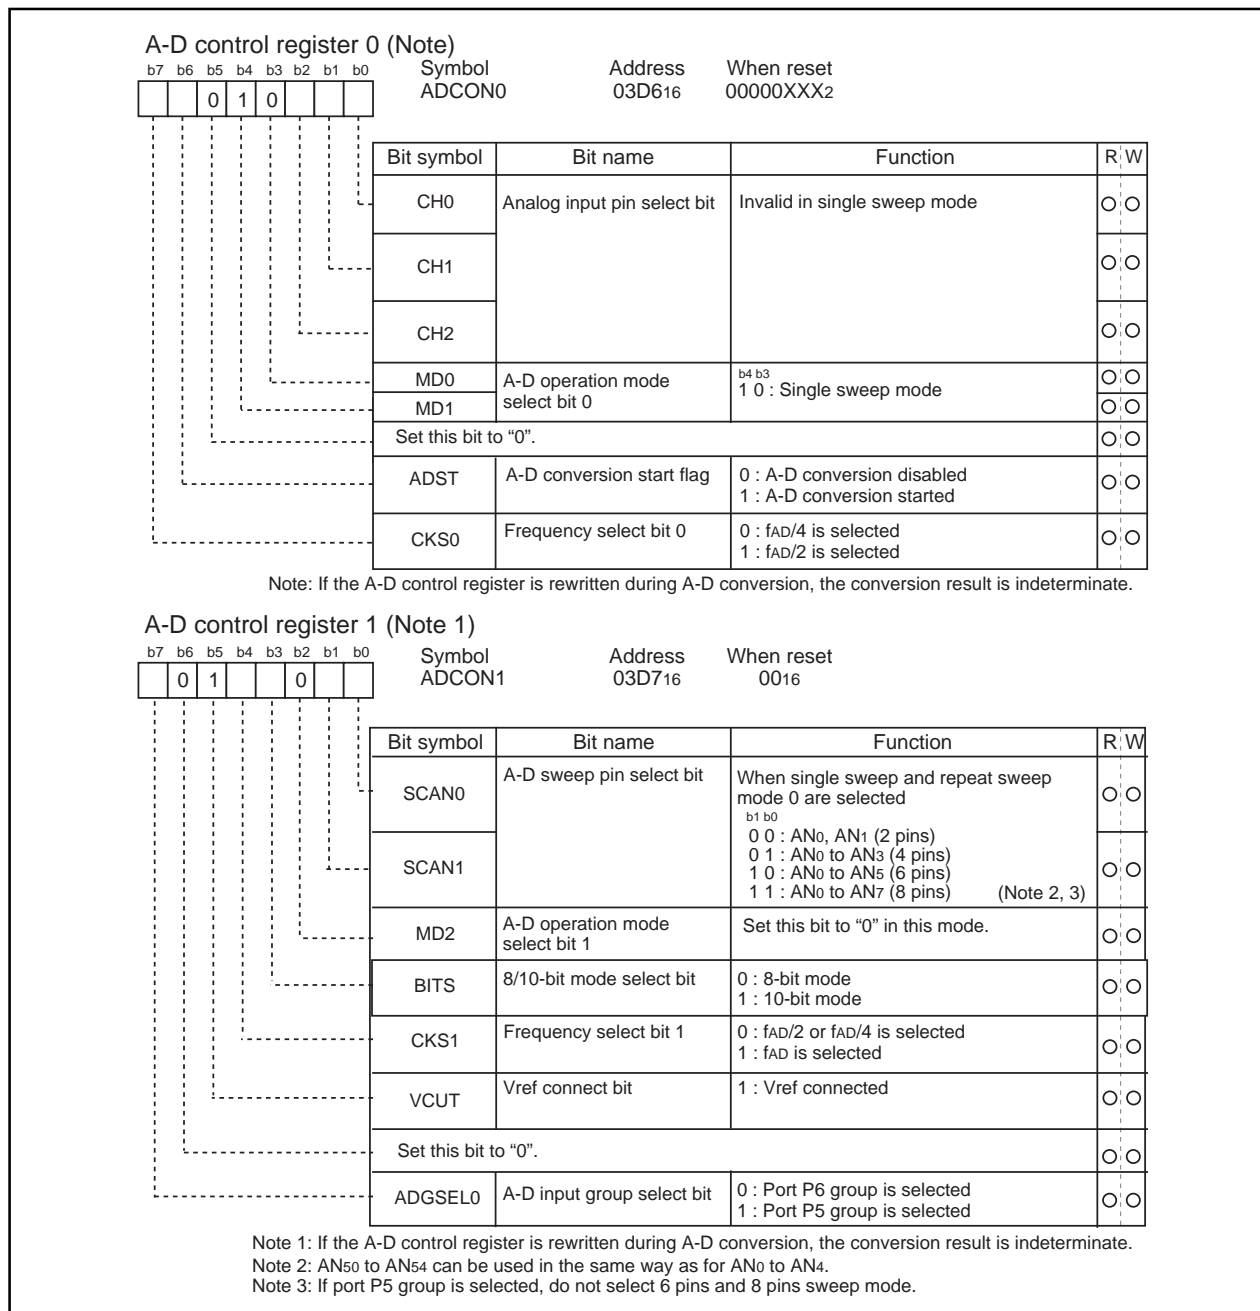 A-D control register 0 (Note)
b7 b6 b5 b4 b3 b2 b1 b0
Symbol Address When reset
ADCON0 03D616 00000XXX2
0 1 0
Bit symbol Bit name Function R W
CH0 Analog input pin select bit Invalid in single sweep mode
CH1
CH2
MD0 A-D operation mode select bit 0 b4 b3
MD1 1 0 : Single sweep mode
Set this bit to “0”.
ADST A-D conversion start flag 0 : A-D conversion disabled
1 : A-D conversion started
CKS0 Frequency select bit 0 0 : fAD/4 is selected
1 : fAD/2 is selected
Note: If the A-D control register is rewritten during A-D conversion, the conversion result is indeterminate.
A-D control register 1 (Note 1)
b7 b6 b5 b4 b3 b2 b1 b0
Symbol Address When reset
ADCON1 03D716 0016
0 1 0
Bit symbol Bit name Function R W
SCAN0 A-D sweep pin select bit When single sweep and repeat sweep
mode 0 are selected
b1 b0
0 0 : AN0, AN1 (2 pins)
0 1 : AN0 to AN3 (4 pins)
SCAN1 1 0 : AN0 to AN5 (6 pins)
1 1 : AN0 to AN7 (8 pins) (Note 2, 3)
MD2 A-D operation mode select bit 1 Set this bit to “0” in this mode.
BITS 8/10-bit mode select bit 0 : 8-bit mode
1 : 10-bit mode
CKS1 Frequency select bit 1 0 : fAD/2 or fAD/4 is selected
1 : fAD is selected
VCUT Vref connect bit 1 : Vref connected
Set this bit to “0”.
ADGSEL0 A-D input group select bit 0 : Port P6 group is selected
1 : Port P5 group is selected
Note 1: If the A-D control register is rewritten during A-D conversion, the conversion result is indeterminate.
Note 2: AN50 to AN54 can be used in the same way as for AN0 to AN4.
Note 3: If port P5 group is selected, do not select 6 pins and 8 pins sweep mode.